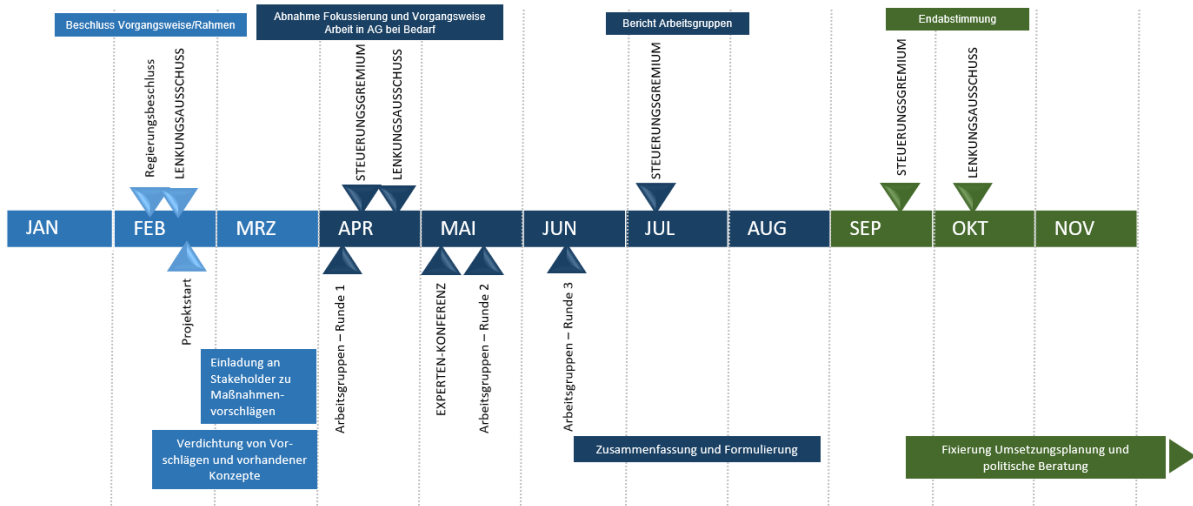 Beschluss Vorgangsweise/Rahmen
Abnahme Fokussierung und Vorgangsweise
Arbeit in AG bei Bedarf
Bericht Arbeitsgruppen
Endabstimmung
Regierungsbeschluss
LENKUNGSAUSSCHUSS
STEUERUNGSGREMIUM
LENKUNGSAUSSCHUSS
STEUERUNGSGREMIUM
STEUERUNGSGREMIUM
LENKUNGSAUSSCHUSS
JAN
FEB
MRZ
APR
MAI
JUN
JUL
AUG
SEP
OKT
NOV
Projektstart
Arbeitsgruppen – Runde 1
EXPERTEN-KONFERENZ
Arbeitsgruppen – Runde 2
Arbeitsgruppen – Runde 3
Einladung an
Stakeholder zu
Maßnahmen-
vorschlägen
Verdichtung von Vor-
schlägen und vorhandener
Konzepte
Zusammenfassung und Formulierung
Fixierung Umsetzungsplanung und
politische Beratung